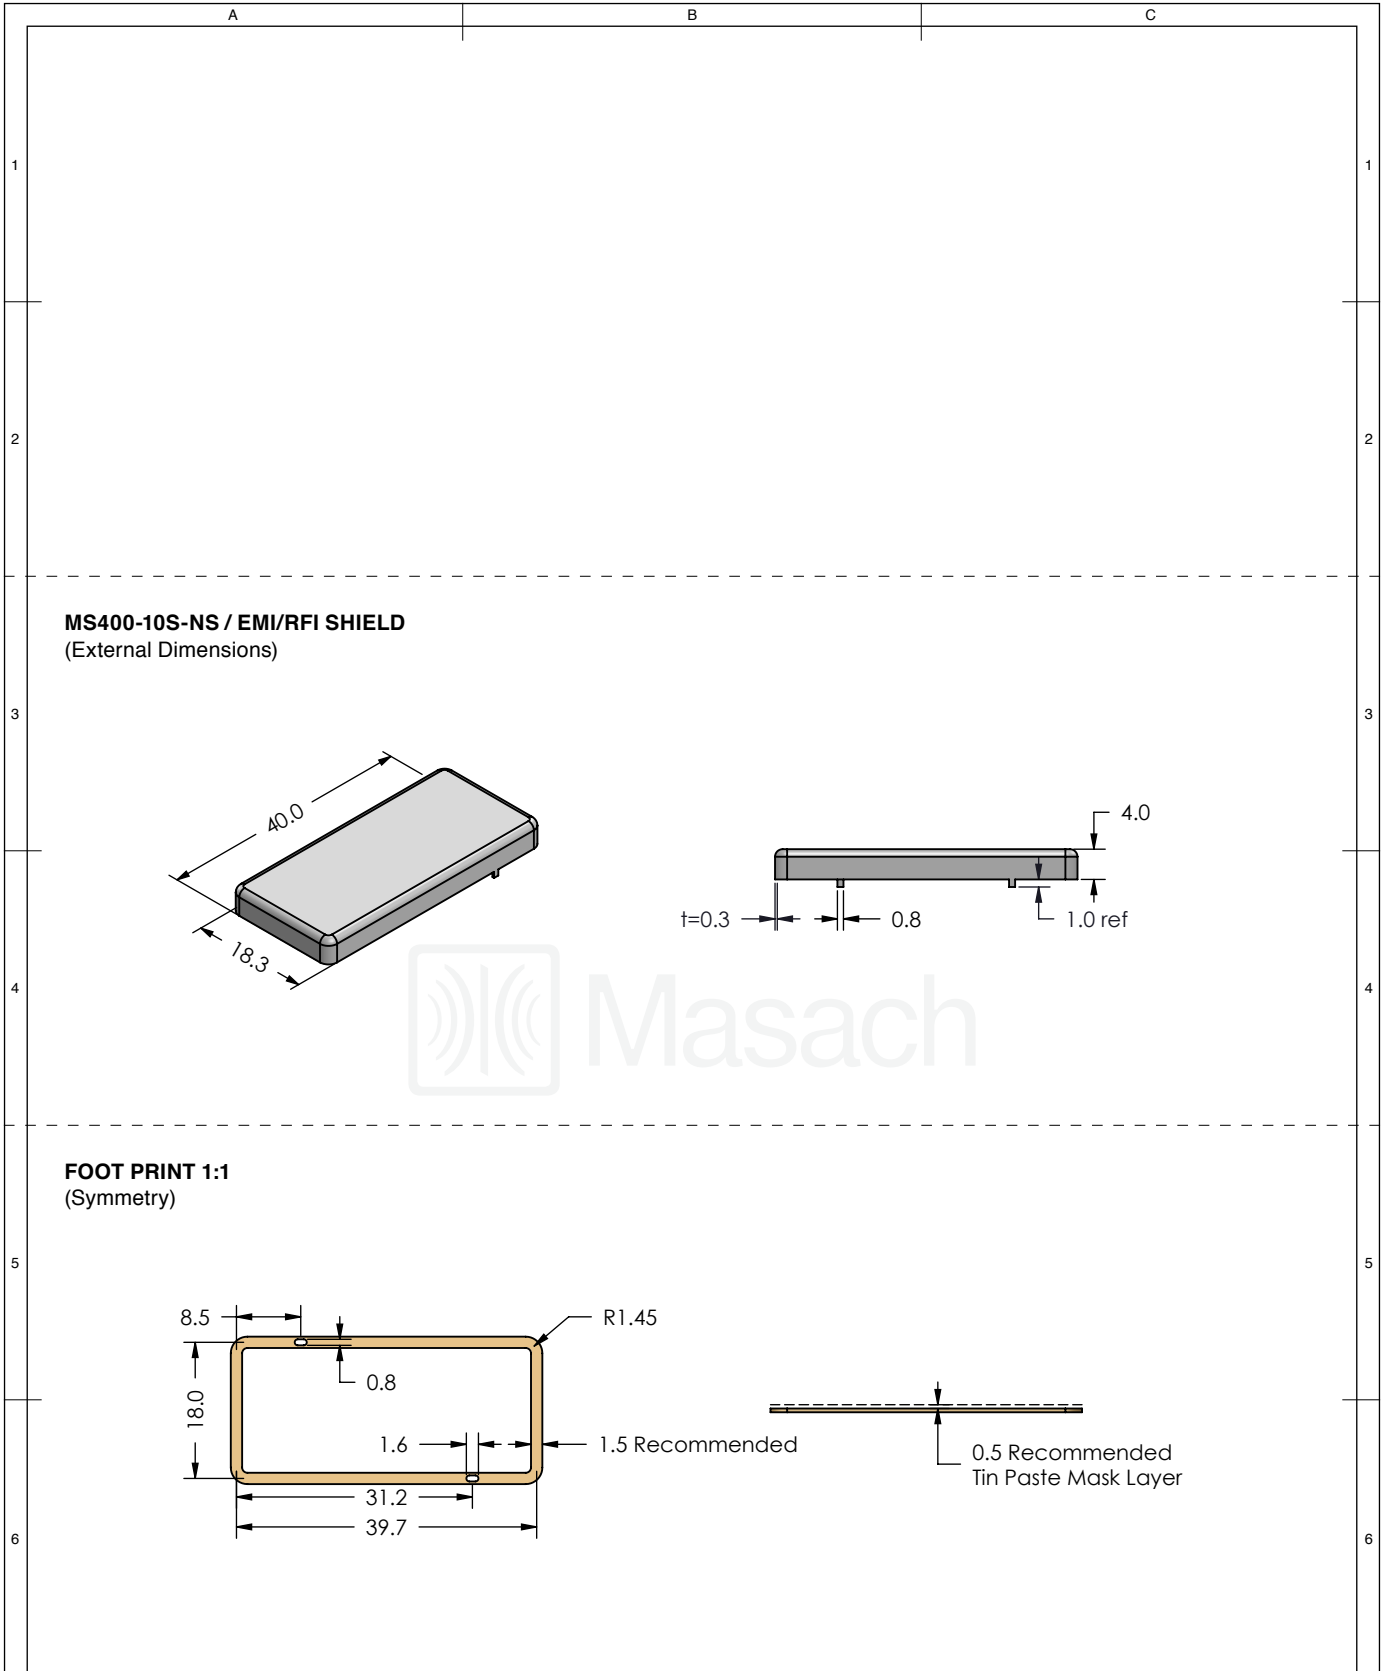 A B C
1 1
2 2
MS400-10S-NS / EMI/RFI SHIELD
(External Dimensions)
3 3
40.0
18.3
4.0
t=0.3 0.8 1.0 ref
4 4
Masach
FOOT PRINT 1:1
(Symmetry)
5 5
8.5 R1.45
0.8
18.0
1.6 1.5 Recommended
0.5 Recommended
Tin Paste Mask Layer
31.2
39.7
6 6